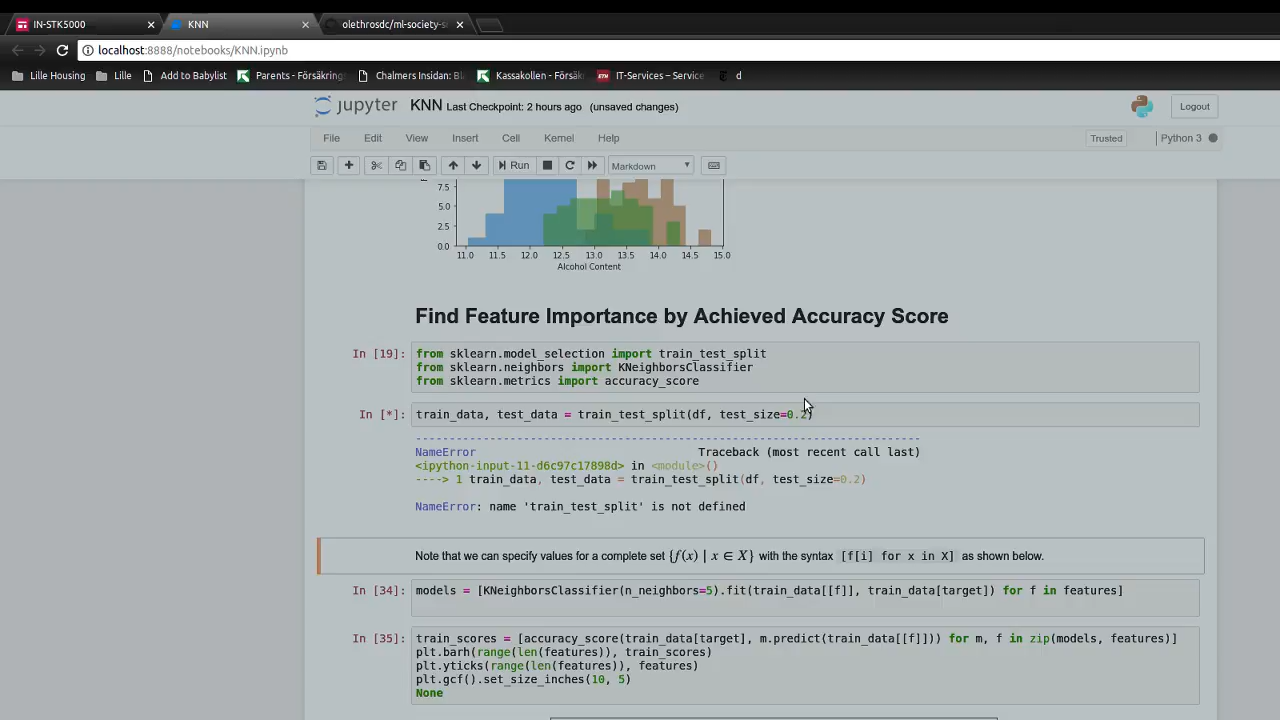 IN-STK5000
KNN
olethrosdc/ml-society-s
localhost:8888/notebooks/KNN.ipynb
Lille Housing
Lille
Add to Babylist
Parents - Försäkring
Chalmers Insidan: Bl
Kassakollen - Försäk
IT-Services – Service
d
jupyter KNN Last Checkpoint: 2 hours ago (unsaved changes)
Logout
File Edit View Insert Cell Kernel Help
Trusted
Python 3
Run
Markdown
7.5
5.0
2.5
0.0
11.0 11.5 12.0 12.5 13.0 13.5 14.0 14.5 15.0
Alcohol Content
Find Feature Importance by Achieved Accuracy Score
In [19]: from sklearn.model_selection import train_test_split
from sklearn.neighbors import KNeighborsClassifier
from sklearn.metrics import accuracy_score
In [*]: train_data, test_data = train_test_split(df, test_size=0.2)
---------------------------------------------------------------------------
NameError Traceback (most recent call last)
<ipython-input-11-d6c97c17898d> in <module>()
----> 1 train_data, test_data = train_test_split(df, test_size=0.2)
NameError: name 'train_test_split' is not defined
Note that we can specify values for a complete set {f(x) | x ∈ X} with the syntax [f[i] for x in X] as shown below.
In [34]: models = [KNeighborsClassifier(n_neighbors=5).fit(train_data[[f]], train_data[target]) for f in features]
In [35]: train_scores = [accuracy_score(train_data[target], m.predict(train_data[[f]])) for m, f in zip(models, features)]
plt.barh(range(len(features)), train_scores)
plt.yticks(range(len(features)), features)
plt.gcf().set_size_inches(10, 5)
None